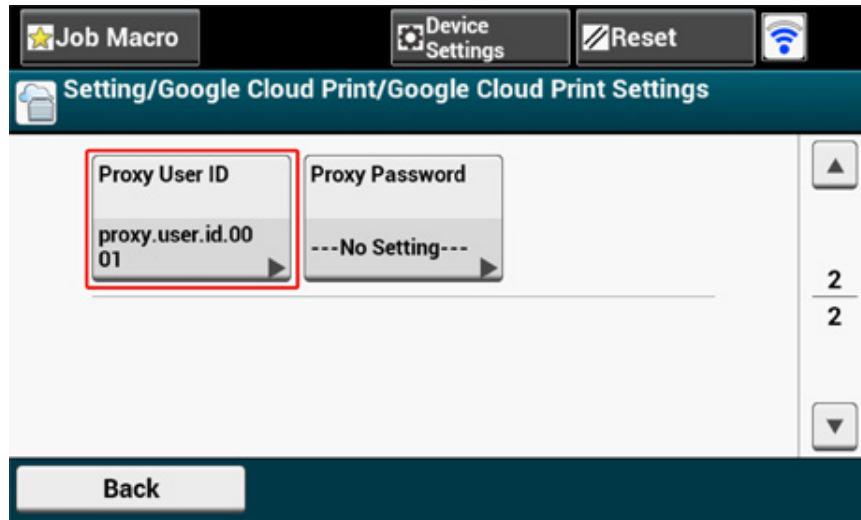 Job Macro
Device
Settings
Reset
Setting/Google Cloud Print/Google Cloud Print Settings
Proxy User ID
proxy.user.id.00
01
Proxy Password
---No Setting---
2
2
Back